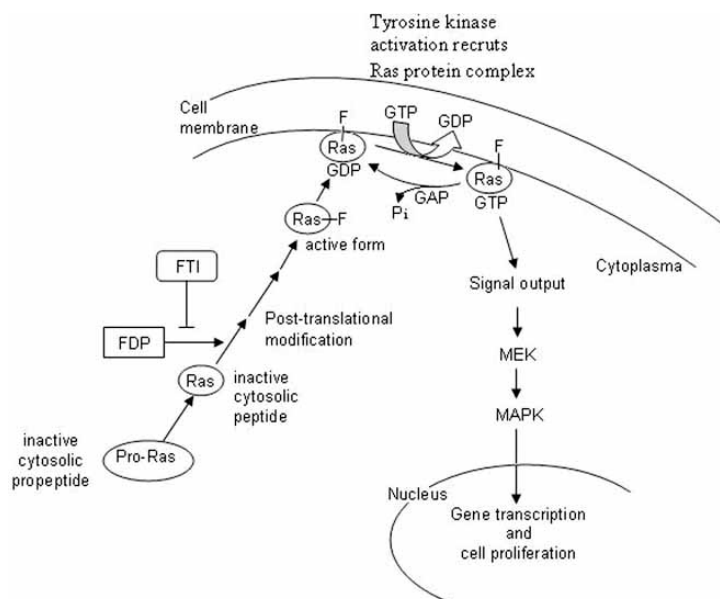 Tyrosine kinase
activation recruts
Ras protein complex
Cell
membrane
F
GTP
GDP
Ras
GDP
F
Ras
GTP
GAP
Pi
Ras
F
active form
FTI
Cytoplasma
Signal output
Post-translational
modification
FDP
MEK
Ras
inactive
cytosolic
peptide
MAPK
inactive
cytosolic
propeptide
Pro-Ras
Nucleus
Gene transcription
and
cell proliferation